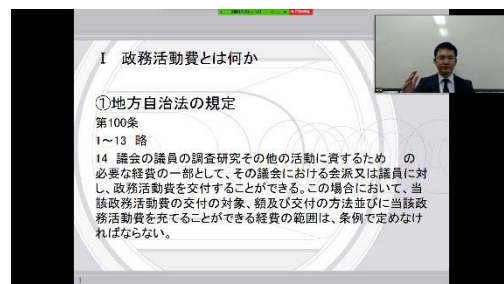 Ⅰ 政務活動費とは何か
①地方自治法の規定
第100条
1～13 略
14 議会の議員の調査研究その他の活動に資するため の
必要な経費の一部として、その議会における会派又は議員に対
し、政務活動費を交付することができる。この場合において、当
該政務活動費の交付の対象、額及び交付の方法並びに当該政
務活動費を充てることができる経費の範囲は、条例で定めなけ
ればならない。
1